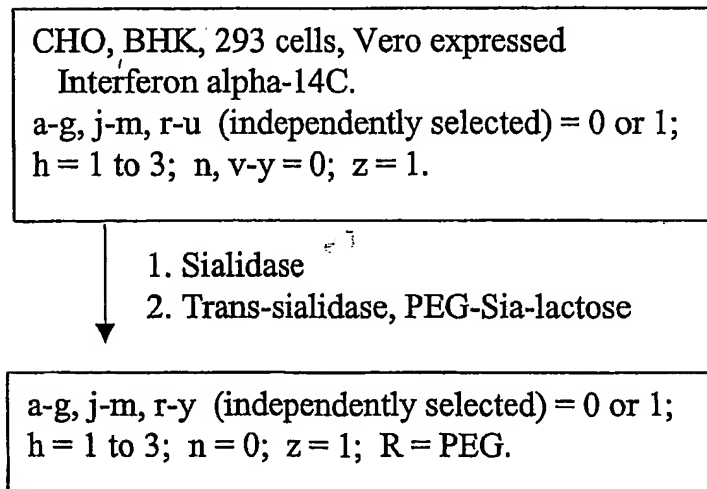 CHO, BHK, 293 cells, Vero expressed
Interferon alpha-14C.
a-g, j-m, r-u (independently selected) = 0 or 1;
h = 1 to 3; n, v-y = 0; z = 1.
1. Sialidase
2. Trans-sialidase, PEG-Sia-lactose
a-g, j-m, r-y (independently selected) = 0 or 1;
h = 1 to 3; n = 0; z = 1; R = PEG.